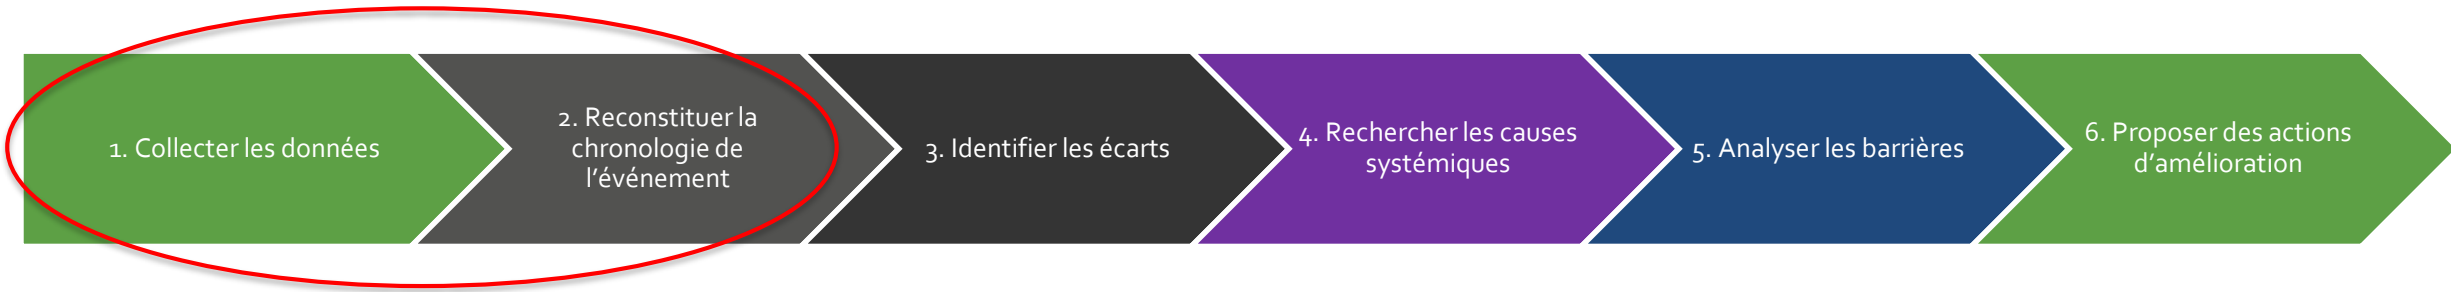 1. Collecter les données
2. Reconstituer la
chronologie de
l’événement
3. Identifier les écarts
4. Rechercher les causes
systémiques
5. Analyser les barrières
6. Proposer des actions
d’amélioration